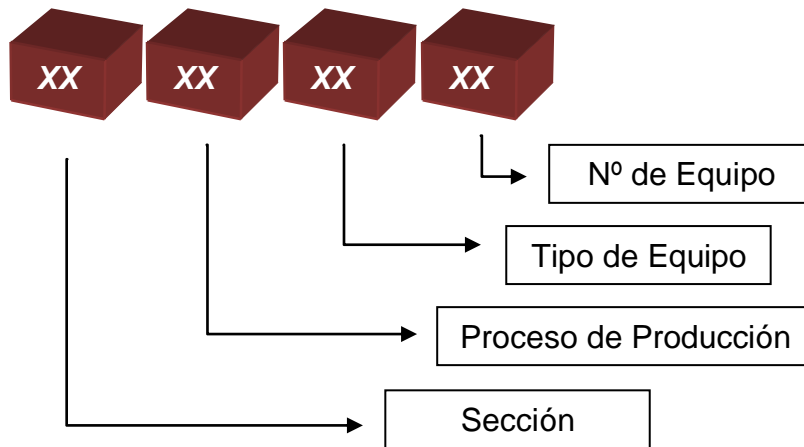 XX XX XX XX
Nº de Equipo
Tipo de Equipo
Proceso de Producción
Sección